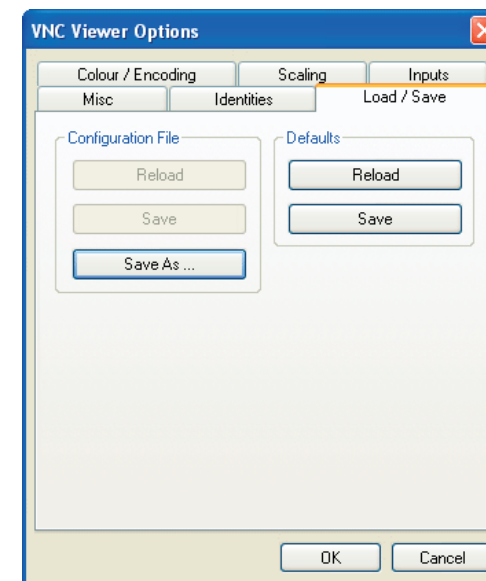 VNC Viewer Options
Colour / Encoding Scaling Inputs
Misc Identities Load / Save
Configuration File Defaults
Reload Reload
Save Save
Save As ...
OK Cancel